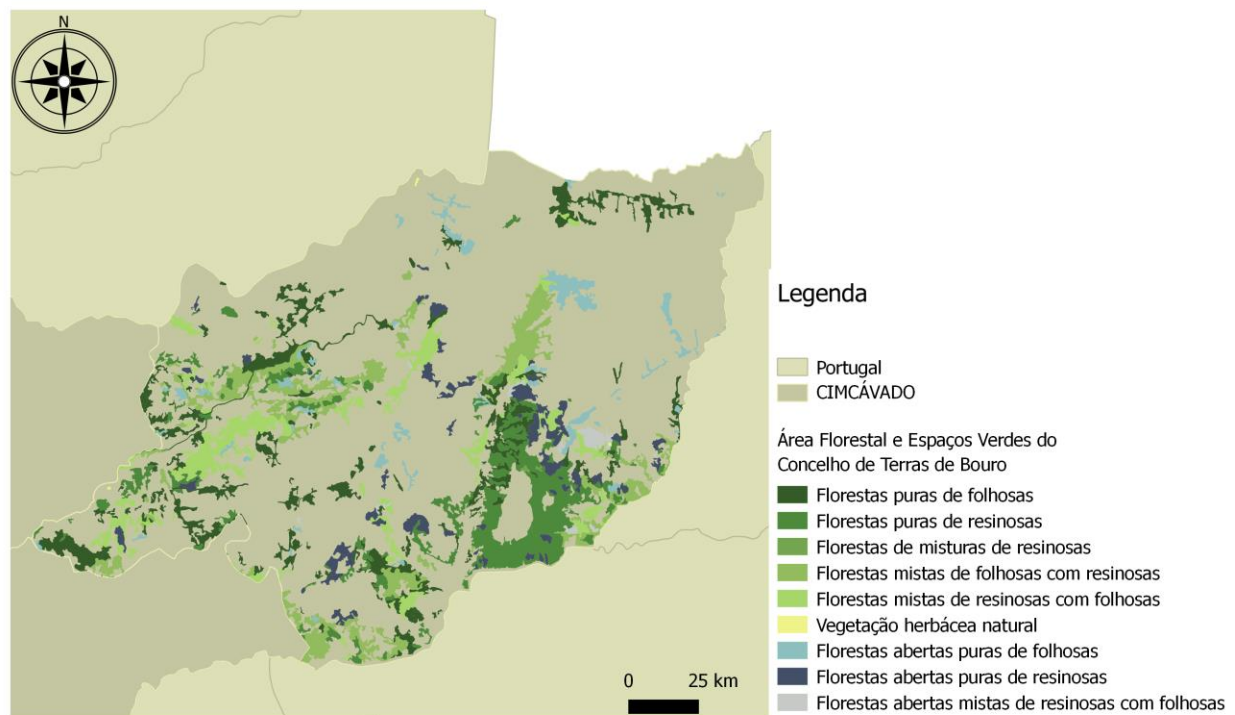 N
Legenda
Portugal
CIMCÁVADO
Área Florestal e Espaços Verdes do
Concelho de Terras de Bouro
Florestas puras de folhosas
Florestas puras de resinosas
Florestas de misturas de resinosas
Florestas mistas de folhosas com resinosas
Florestas mistas de resinosas com folhosas
Vegetação herbácea natural
Florestas abertas puras de folhosas
Florestas abertas puras de resinosas
Florestas abertas mistas de resinosas com folhosas
0 25 km